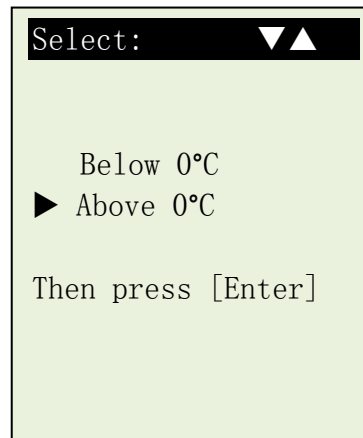 Select: ▼▲
Below 0°C
▶ Above 0°C
Then press [Enter]